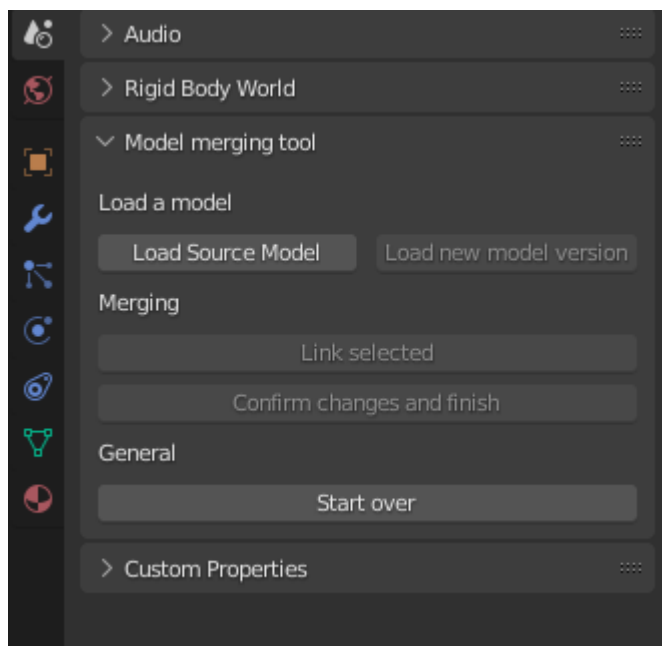 Audio
Rigid Body World
Model merging tool
Load a model
Load Source Model Load new model version
Merging
Link selected
Confirm changes and finish
General
Start over
Custom Properties